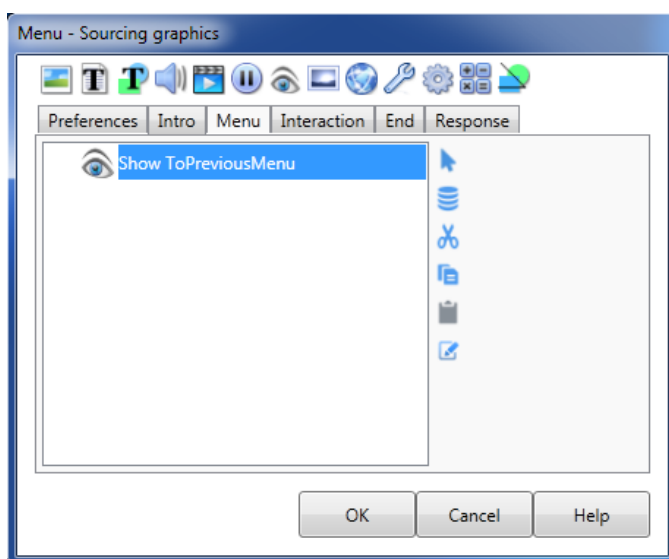 Menu - Sourcing graphics
Preferences Intro Menu Interaction End Response
Show ToPreviousMenu
OK Cancel Help